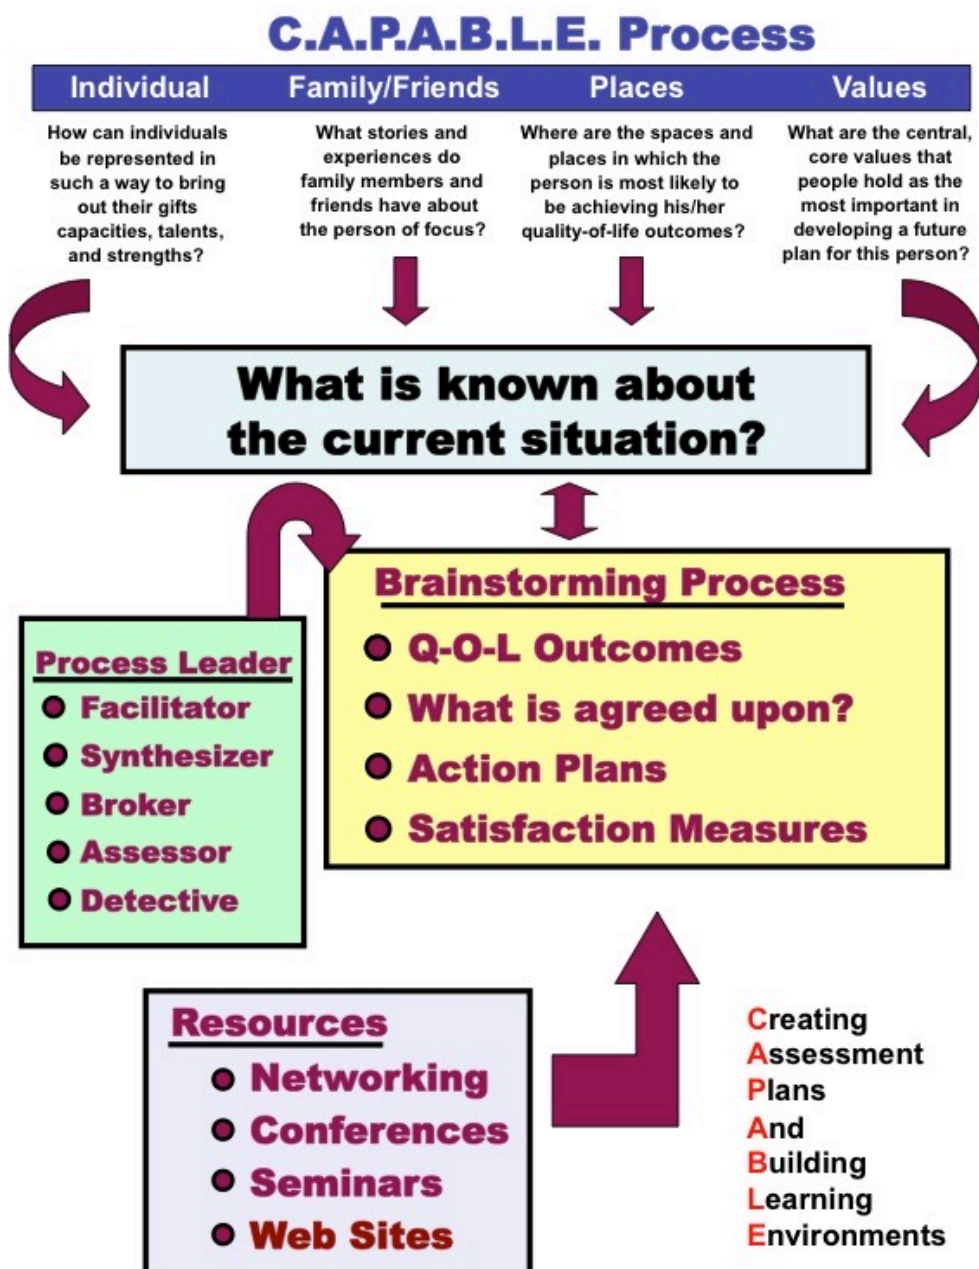 C.A.P.A.B.L.E. Process
Individual
Family/Friends
Places
Values
How can individuals
be represented in
such a way to bring
out their gifts
capacities, talents,
and strengths?
What stories and
experiences do
family members and
friends have about
the person of focus?
Where are the spaces and
places in which the
person is most likely to
be achieving his/her
quality-of-life outcomes?
What are the central,
core values that
people hold as the
most important in
developing a future
plan for this person?
What is known about
the current situation?
Process Leader
Facilitator
Synthesizer
Broker
Assessor
Detective
Brainstorming Process
Q-O-L Outcomes
What is agreed upon?
Action Plans
Satisfaction Measures
Resources
Networking
Conferences
Seminars
Web Sites
Creating
Assessment
Plans
And
Building
Learning
Environments